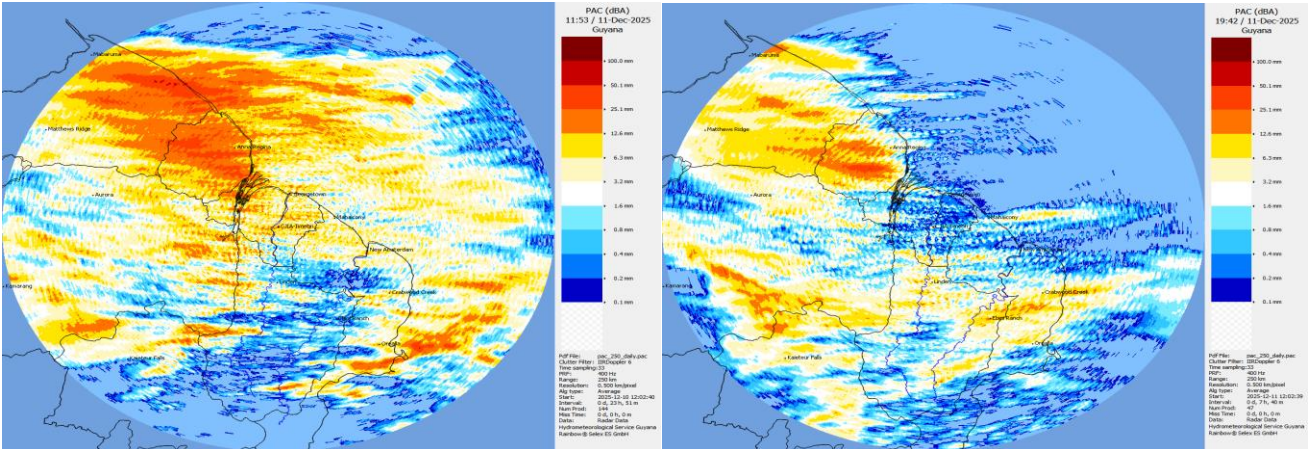 PAC (dBA)
11:53 / 11-Dec-2025
Guyana
100.0 mm
50.1 mm
25.1 mm
12.6 mm
6.3 mm
3.2 mm
1.6 mm
0.8 mm
0.4 mm
0.2 mm
0.1 mm
Pdf File: pac_250_daily.pac
Clutter Filter: IIRDoppler 6
Time sampling:33
PRF: 400 Hz
Range: 250 km
Resolution: 0.500 km/pixel
Alg type: Average
Start: 2025-12-10 12:02:40
Interval: 0 d, 23 h, 51 m
Num Prod: 144
Miss Time: 0 d, 0 h, 0 m
Data: Radar Data
Hydrometeorological Service Guyana
Rainbow® Selex ES GmbH
Mabaruma
Matthews Ridge
Anna Regina
Aurora
Georgetown
Mahaicony
New Amsterdam
Kamarang
Crabwood Creek
Orealla
Kaieteur Falls
PAC (dBA)
19:42 / 11-Dec-2025
Guyana
100.0 mm
50.1 mm
25.1 mm
12.6 mm
6.3 mm
3.2 mm
1.6 mm
0.8 mm
0.4 mm
0.2 mm
0.1 mm
Pdf File: pac_250_daily.pac
Clutter Filter: IIRDoppler 6
Time sampling:33
PRF: 400 Hz
Range: 250 km
Resolution: 0.500 km/pixel
Alg type: Average
Start: 2025-12-11 12:02:39
Interval: 0 d, 7 h, 40 m
Num Prod: 47
Miss Time: 0 d, 0 h, 0 m
Data: Radar Data
Hydrometeorological Service Guyana
Rainbow® Selex ES GmbH
Mabaruma
Matthews Ridge
Anna Regina
Aurora
Mahaicony
Kamarang
Linden
Crabwood Creek
Ebini Ranch
Orealla
Kaieteur Falls